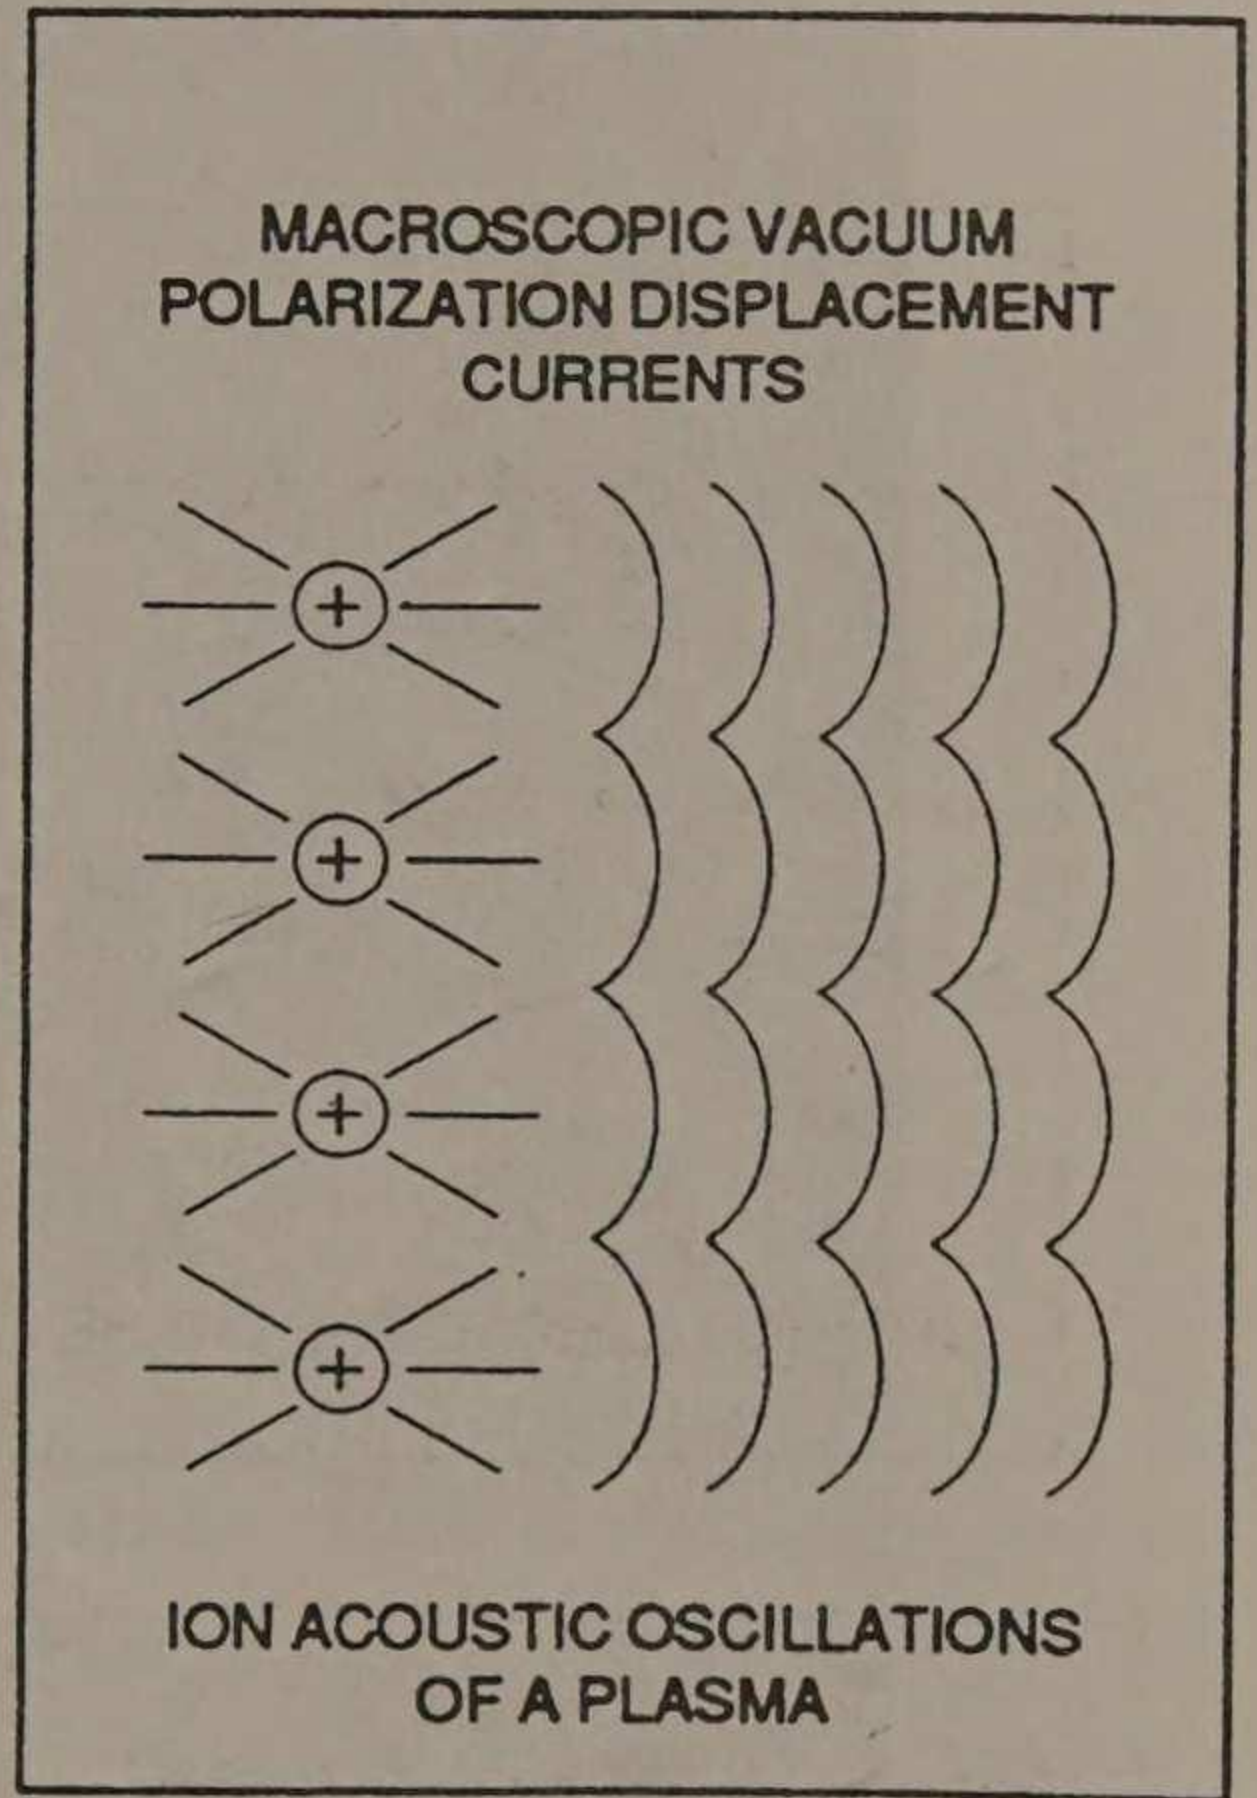 MACROSCOPIC VACUUM
POLARIZATION DISPLACEMENT
CURRENTS
+
+
+
+
ION ACOUSTIC OSCILLATIONS
OF A PLASMA